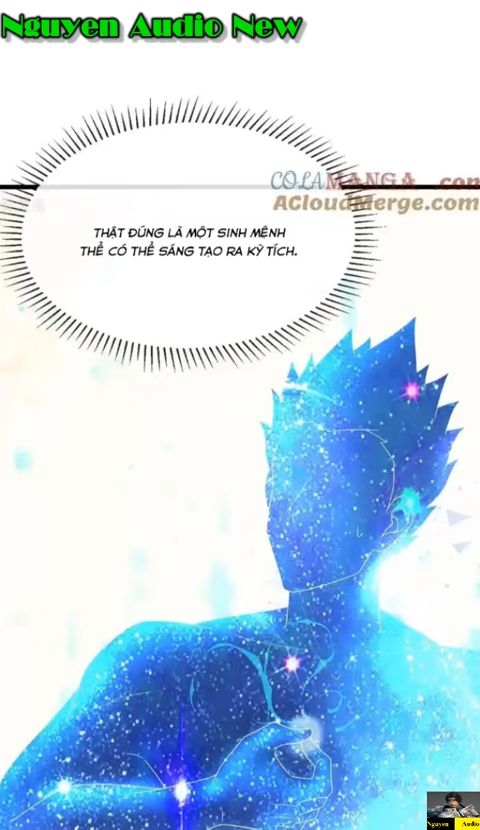 Nguyen Audio New
COLAMANGA .com
ACloudMerge.com
THẬT ĐÚNG LÀ MỘT SINH MỆNH
THỂ CÓ THỂ SÁNG TẠO RA KỲ TÍCH.
Nguyen Audio